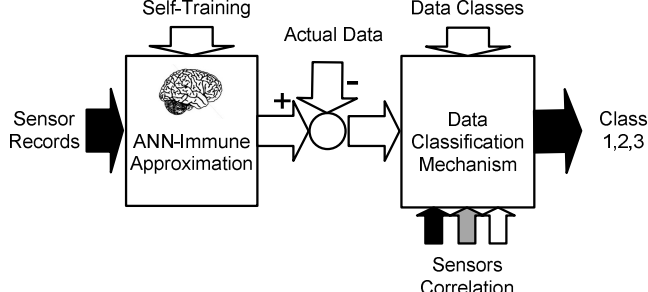 Self-Training
Actual Data
Data Classes
+
-
Sensor
Records
ANN-Immune
Approximation
Data
Classification
Mechanism
Class
1,2,3
Sensors
Correlation